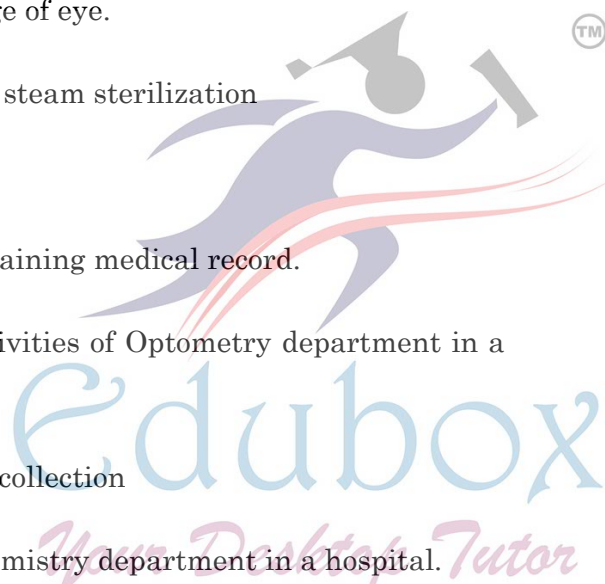 ge of eye.
TM
steam sterilization
aining medical record.
ivities of Optometry department in a
Edubox
collection
Your Desktop Tutor
mistry department in a hospital.